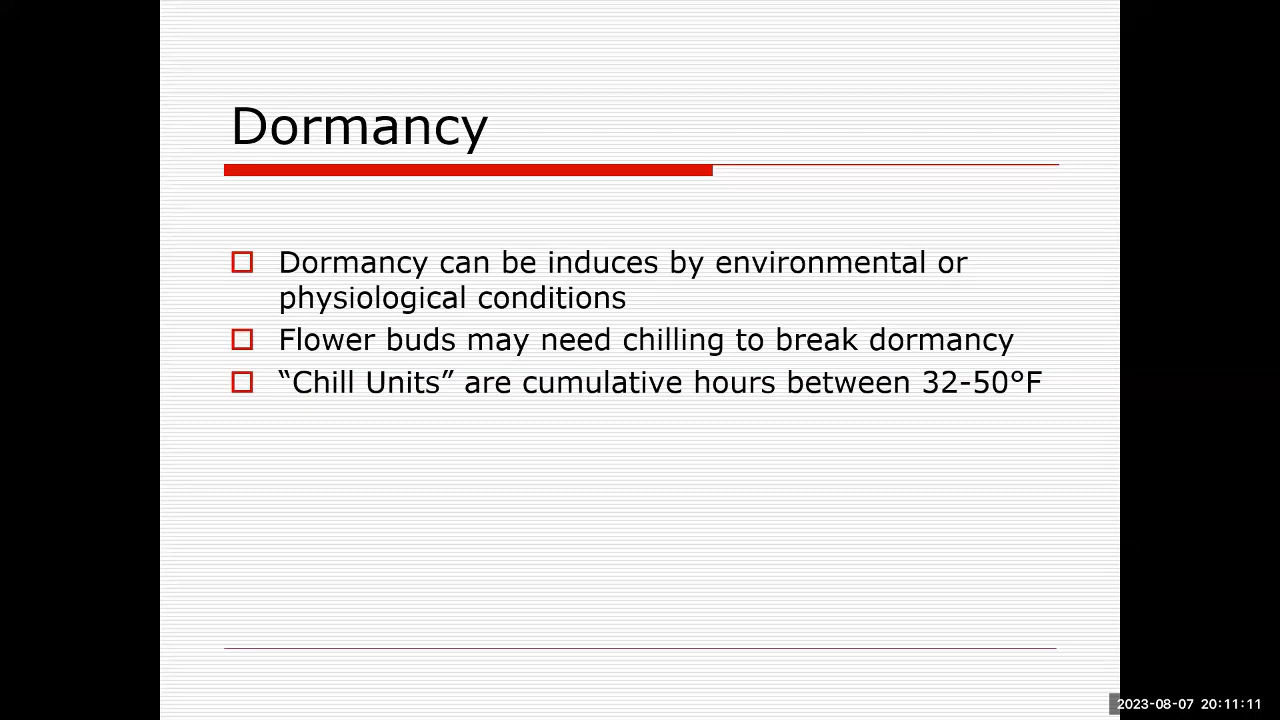 Dormancy
Dormancy can be induces by environmental or
physiological conditions
Flower buds may need chilling to break dormancy
“Chill Units” are cumulative hours between 32-50°F
2023-08-07 20:11:11